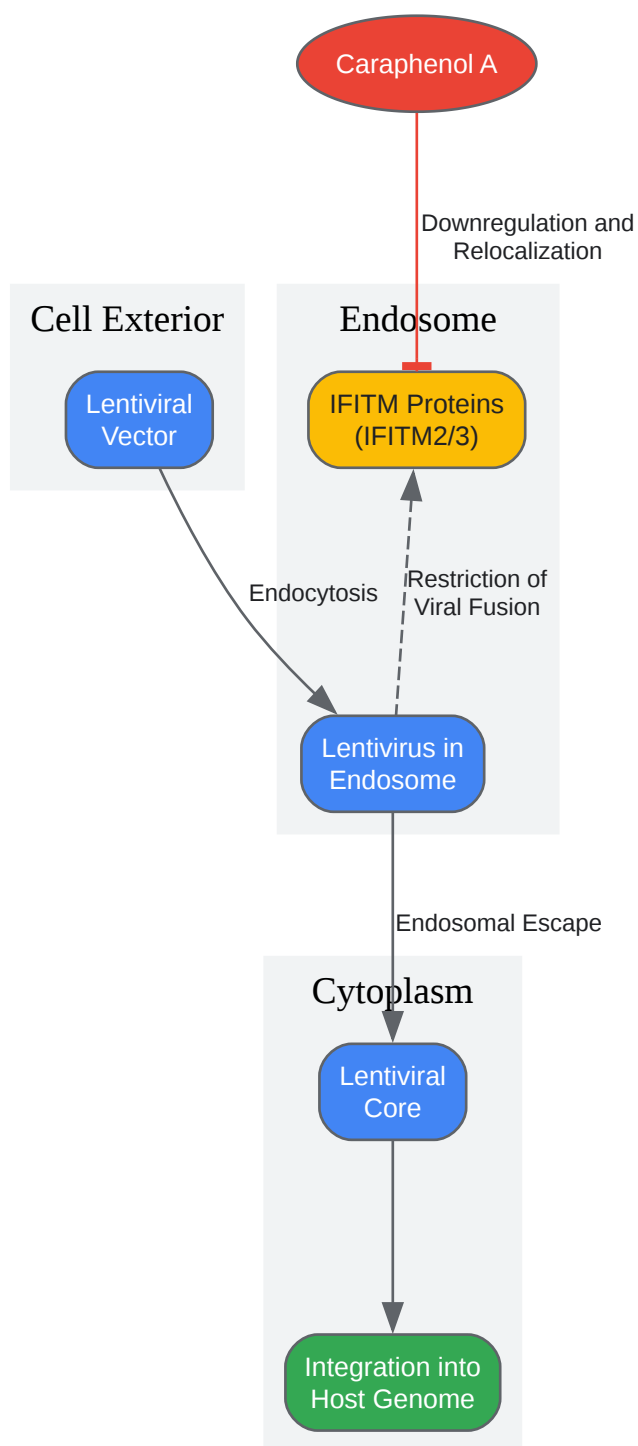 Caraphenol A
Downregulation and
Relocalization
Cell Exterior
Endosome
Lentiviral
Vector
IFITM Proteins
(IFITM2/3)
Endocytosis
Restriction of
Viral Fusion
Lentivirus in
Endosome
Endosomal Escape
Cytoplasm
Lentiviral
Core
Integration into
Host Genome